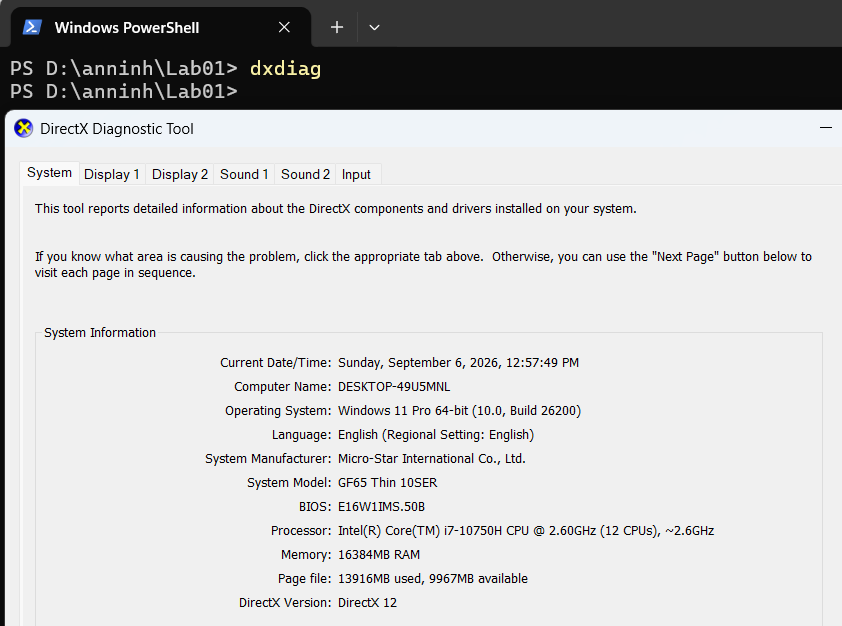 Windows PowerShell
PS D:\anninh\Lab01> dxdiag
PS D:\anninh\Lab01>
DirectX Diagnostic Tool
System Display 1 Display 2 Sound 1 Sound 2 Input
This tool reports detailed information about the DirectX components and drivers installed on your system.
If you know what area is causing the problem, click the appropriate tab above.  Otherwise, you can use the "Next Page" button below to
visit each page in sequence.
System Information
Current Date/Time: Sunday, September 6, 2026, 12:57:49 PM
Computer Name: DESKTOP-49U5MNL
Operating System: Windows 11 Pro 64-bit (10.0, Build 26200)
Language: English (Regional Setting: English)
System Manufacturer: Micro-Star International Co., Ltd.
System Model: GF65 Thin 10SER
BIOS: E16W1IMS.50B
Processor: Intel(R) Core(TM) i7-10750H CPU @ 2.60GHz (12 CPUs), ~2.6GHz
Memory: 16384MB RAM
Page file: 13916MB used, 9967MB available
DirectX Version: DirectX 12